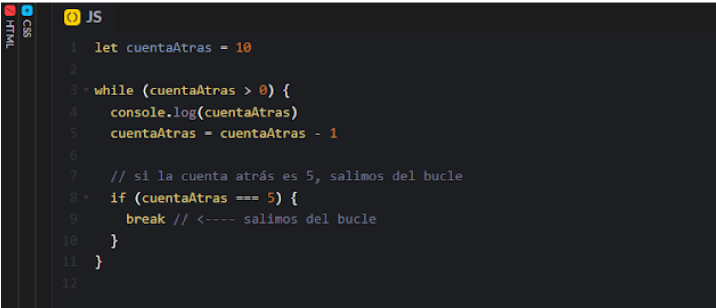 HTML
CSS
JS
1 let cuentaAtras = 10
2
3 while (cuentaAtras > 0) {
4   console.log(cuentaAtras)
5   cuentaAtras = cuentaAtras - 1
6
7   // si la cuenta atrás es 5, salimos del bucle
8   if (cuentaAtras === 5) {
9     break // <---- salimos del bucle
10   }
11 }
12